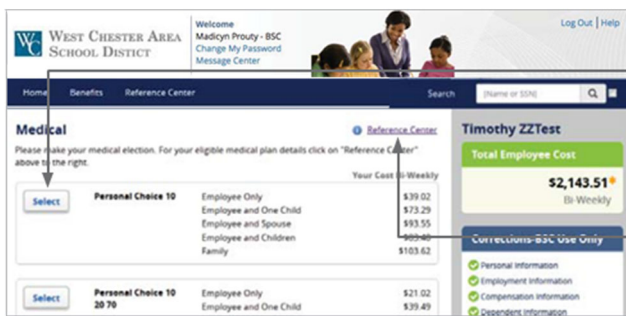 WC
WEST CHESTER AREA
SCHOOL DISTICT
Welcome
Madicyn Prouty - BSC
Change My Password
Message Center
Log Out | Help
Home Benefits Reference Center Search (Name or SSN)
Medical
Reference Center
Please make your medical election. For your eligible medical plan details click on "Reference Center"
above to the right.
Your Cost Bi-Weekly
Select Personal Choice 10 Employee Only $39.02
Employee and One Child $73.29
Employee and Spouse $93.55
Employee and Children
Family $103.62
Select Personal Choice 10 Employee Only $21.02
20 70 Employee and One Child $39.49
Timothy ZZTest
Total Employee Cost
$2,143.51
Bi-Weekly
Corrections-BSC Use Only
Personal Information
Employment Information
Compensation Information
Dependent Information